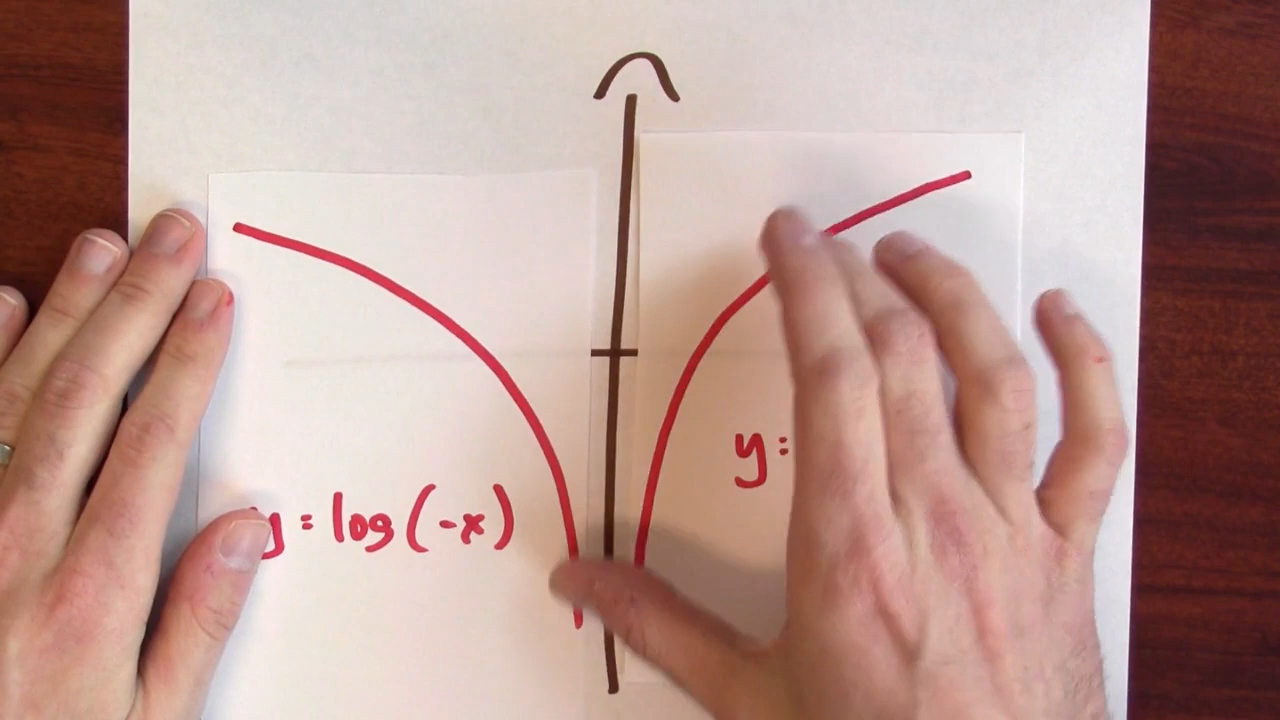 y = log(-x)
y =